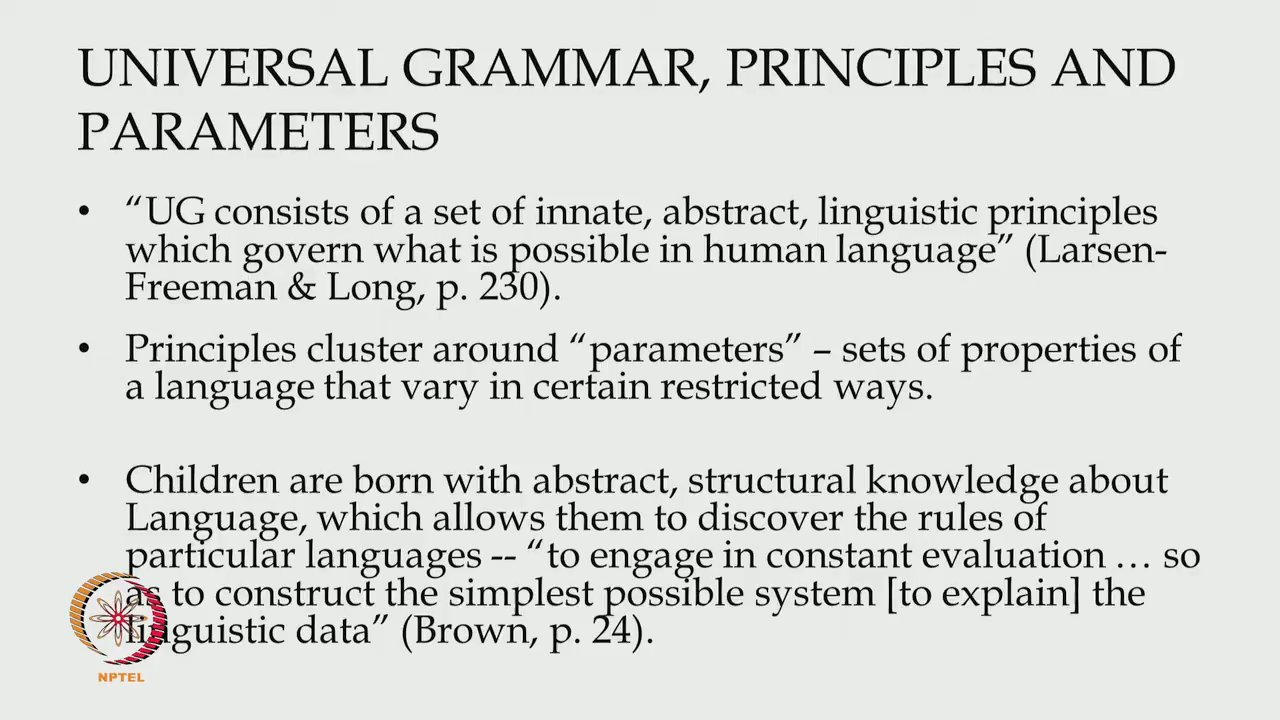 UNIVERSAL GRAMMAR, PRINCIPLES AND
PARAMETERS
• “UG consists of a set of innate, abstract, linguistic principles
which govern what is possible in human language” (Larsen-
Freeman & Long, p. 230).
• Principles cluster around “parameters” – sets of properties of
a language that vary in certain restricted ways.
• Children are born with abstract, structural knowledge about
Language, which allows them to discover the rules of
particular languages -- “to engage in constant evaluation … so
as to construct the simplest possible system [to explain] the
linguistic data” (Brown, p. 24).
NPTEL